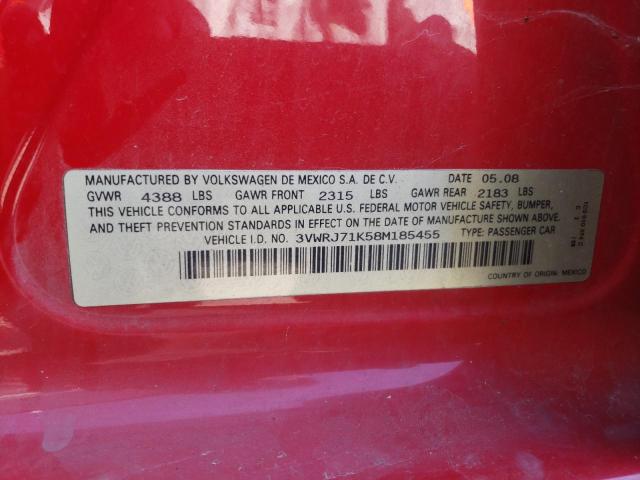 MANUFACTURED BY VOLKSWAGEN DE MEXICO S.A. DE C.V. DATE 05.08
GVWR 4388 LBS GAWR FRONT 2315 LBS GAWR REAR 2183 LBS
THIS VEHICLE CONFORMS TO ALL APPLICABLE U.S. FEDERAL MOTOR VEHICLE SAFETY, BUMPER,
AND THEFT PREVENTION STANDARDS IN EFFECT ON THE DATE OF MANUFACTURE SHOWN ABOVE.
VEHICLE I.D. NO. 3VWRJ71K58M185455 TYPE: PASSENGER CAR
COUNTRY OF ORIGIN: MEXICO